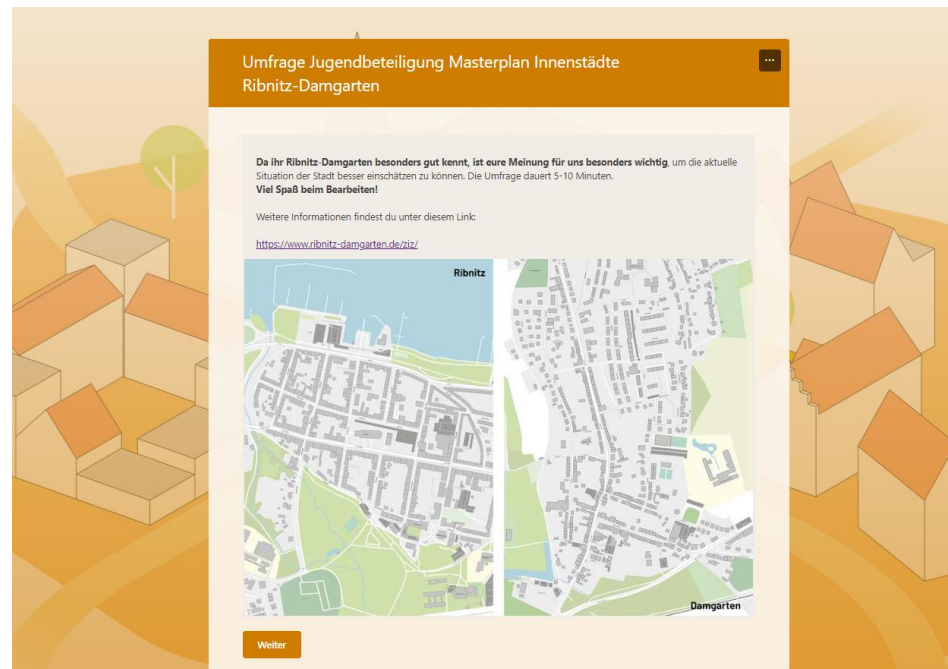 Umfrage Jugendbeteiligung Masterplan Innenstädte
Ribnitz-Damgarten
Da ihr Ribnitz-Damgarten besonders gut kennt, ist eure Meinung für uns besonders wichtig, um die aktuelle
Situation der Stadt besser einschätzen zu können. Die Umfrage dauert 5-10 Minuten.
Viel Spaß beim Bearbeiten!
Weitere Informationen findest du unter diesem Link:
https://www.ribnitz-damgarten.de/ziz/
Ribnitz
Damgarten
Weiter